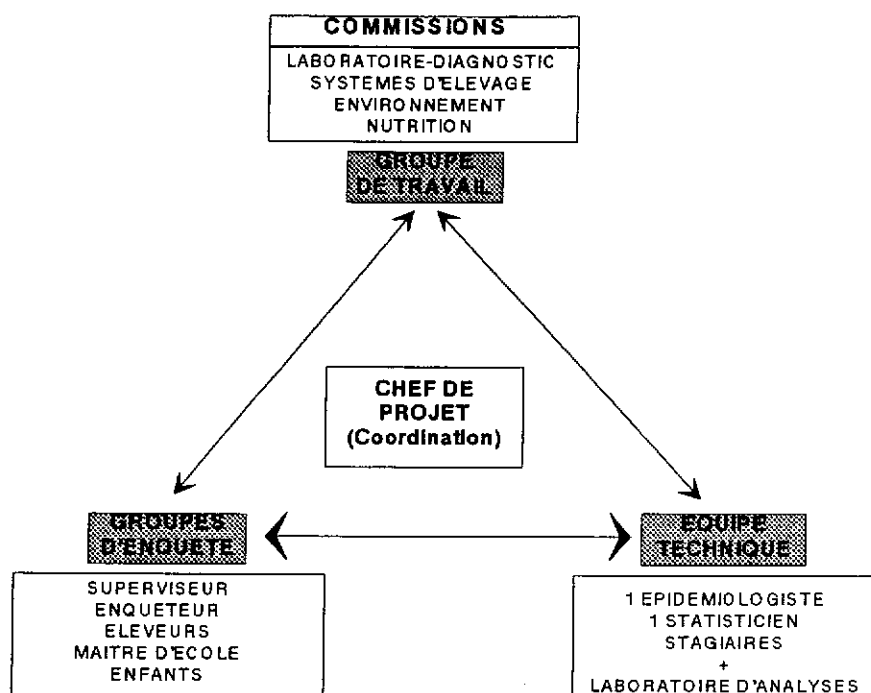 COMMISSIONS
LABORATOIRE-DIAGNOSTIC
SYSTEMES D'ELEVAGE
ENVIRONNEMENT
NUTRITION
GROUPE
DE TRAVAIL
CHEF DE
PROJET
(Coordination)
GROUPES
D'ENQUETE
SUPERVISEUR
ENQUETEUR
ELEVEURS
MAITRE D'ECOLE
ENFANTS
EQUIPE
TECHNIQUE
1 EPIDEMIOLOGISTE
1 STATISTICIEN
STAGIAIRES
+
LABORATOIRE D'ANALYSES